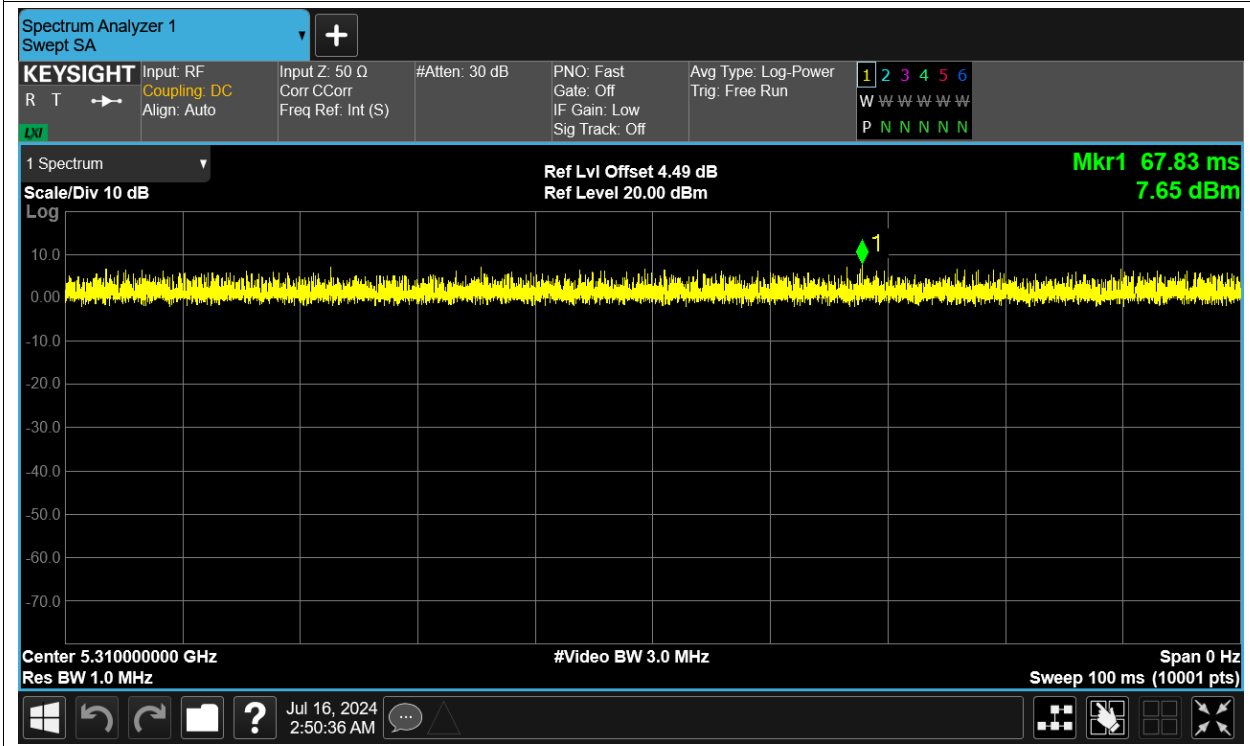 Spectrum Analyzer 1
Swept SA
+
KEYSIGHT
R T
LXI
Input: RF
Coupling: DC
Align: Auto
Input Z: 50 Ω
Corr CCorr
Freq Ref: Int (S)
#Atten: 30 dB
PNO: Fast
Gate: Off
IF Gain: Low
Sig Track: Off
Avg Type: Log-Power
Trig: Free Run
1 2 3 4 5 6
W W W W W W
P N N N N N
1 Spectrum
Scale/Div 10 dB
Log
Ref Lvl Offset 4.49 dB
Ref Level 20.00 dBm
Mkr1 67.83 ms
7.65 dBm
1
10.0
0.00
-10.0
-20.0
-30.0
-40.0
-50.0
-60.0
-70.0
Center 5.310000000 GHz
Res BW 1.0 MHz
#Video BW 3.0 MHz
Span 0 Hz
Sweep 100 ms (10001 pts)
?
Jul 16, 2024
2:50:36 AM